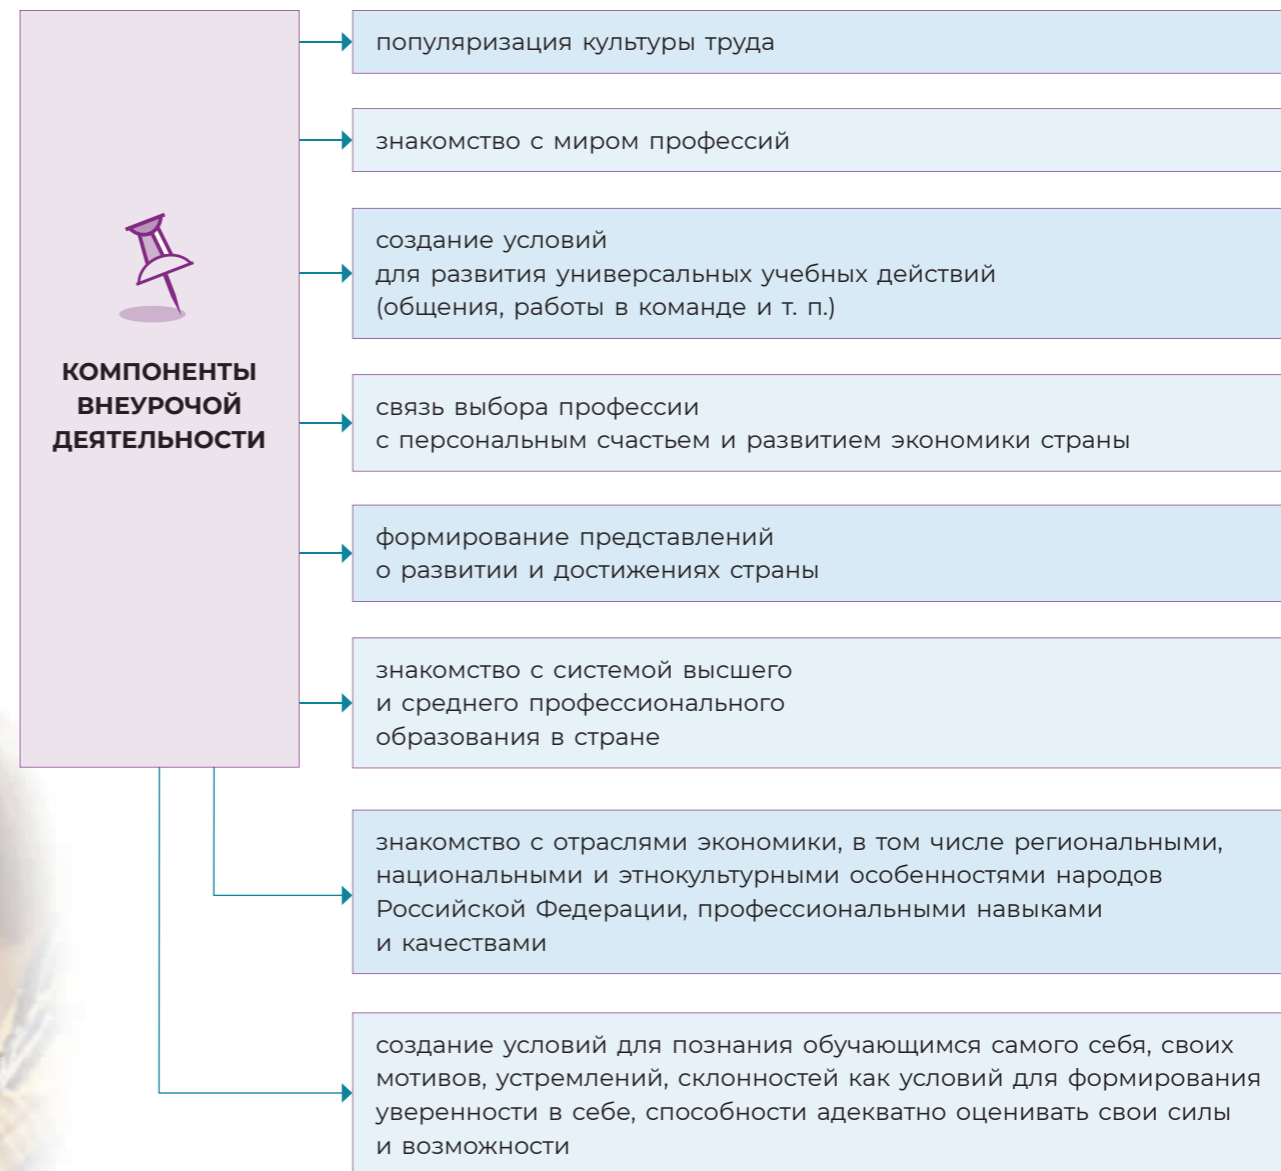 КОМПОНЕНТЫ
ВНЕУРОЧОЙ
ДЕЯТЕЛЬНОСТИ
популяризация культуры труда
знакомство с миром профессий
создание условий
для развития универсальных учебных действий
(общения, работы в команде и т. п.)
связь выбора профессии
с персональным счастьем и развитием экономики страны
формирование представлений
о развитии и достижениях страны
знакомство с системой высшего
и среднего профессионального
образования в стране
знакомство с отраслями экономики, в том числе региональными,
национальными и этнокультурными особенностями народов
Российской Федерации, профессиональными навыками
и качествами
создание условий для познания обучающимся самого себя, своих
мотивов, устремлений, склонностей как условий для формирования
уверенности в себе, способности адекватно оценивать свои силы
и возможности